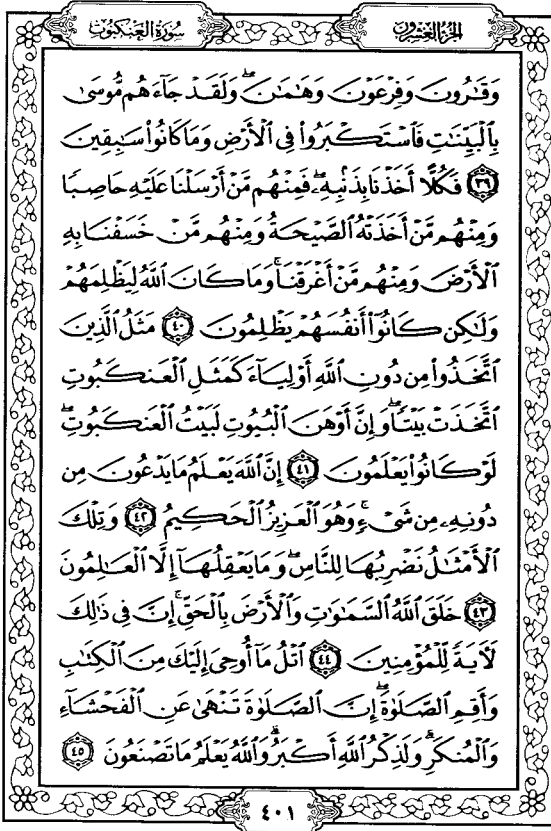 الجزء العشرون
سورة العنكبوت
وَقَٰرُونَ وَفِرْعَوْنَ وَهَٰمَٰنَ ۖ وَلَقَدْ جَآءَهُم مُّوسَىٰ
بِٱلْبَيِّنَٰتِ فَٱسْتَكْبَرُوا۟ فِى ٱلْأَرْضِ وَمَا كَانُوا۟ سَٰبِقِينَ
﴿٣٩﴾ فَكُلًّا أَخَذْنَا بِذَنۢبِهِۦ ۖ فَمِنْهُم مَّنْ أَرْسَلْنَا عَلَيْهِ حَاصِبًا
وَمِنْهُم مَّنْ أَخَذَتْهُ ٱلصَّيْحَةُ وَمِنْهُم مَّنْ خَسَفْنَا بِهِ
ٱلْأَرْضَ وَمِنْهُم مَّنْ أَغْرَقْنَا ۚ وَمَا كَانَ ٱللَّهُ لِيَظْلِمَهُمْ
وَلَٰكِن كَانُوٓا۟ أَنفُسَهُمْ يَظْلِمُونَ ﴿٤٠﴾ مَثَلُ ٱلَّذِينَ
ٱتَّخَذُوا۟ مِن دُونِ ٱللَّهِ أَوْلِيَآءَ كَمَثَلِ ٱلْعَنكَبُوتِ
ٱتَّخَذَتْ بَيْتًا ۖ وَإِنَّ أَوْهَنَ ٱلْبُيُوتِ لَبَيْتُ ٱلْعَنكَبُوتِ ۖ
لَوْ كَانُوا۟ يَعْلَمُونَ ﴿٤١﴾ إِنَّ ٱللَّهَ يَعْلَمُ مَا يَدْعُونَ مِن
دُونِهِۦ مِن شَىْءٍ ۚ وَهُوَ ٱلْعَزِيزُ ٱلْحَكِيمُ ﴿٤٢﴾ وَتِلْكَ
ٱلْأَمْثَٰلُ نَضْرِبُهَا لِلنَّاسِ ۖ وَمَا يَعْقِلُهَآ إِلَّا ٱلْعَٰلِمُونَ
﴿٤٣﴾ خَلَقَ ٱللَّهُ ٱلسَّمَٰوَٰتِ وَٱلْأَرْضَ بِٱلْحَقِّ ۚ إِنَّ فِى ذَٰلِكَ
لَءَايَةً لِّلْمُؤْمِنِينَ ﴿٤٤﴾ ٱتْلُ مَآ أُوحِىَ إِلَيْكَ مِنَ ٱلْكِتَٰبِ
وَأَقِمِ ٱلصَّلَوٰةَ ۖ إِنَّ ٱلصَّلَوٰةَ تَنْهَىٰ عَنِ ٱلْفَحْشَآءِ
وَٱلْمُنكَرِ ۗ وَلَذِكْرُ ٱللَّهِ أَكْبَرُ ۗ وَٱللَّهُ يَعْلَمُ مَا تَصْنَعُونَ ﴿٤٥﴾
٤٠١